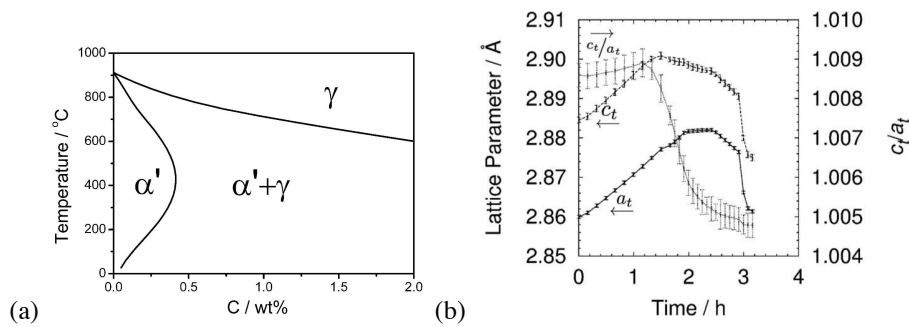 (a)
Temperature / °C
1000
800
600
400
200
0
γ
α'
α'+γ
0.0 0.5 1.0 1.5 2.0
C / wt%
(b)
Lattice Parameter / Å
2.91
2.90
2.89
2.88
2.87
2.86
2.85
c_t/a_t
c_t
a_t
0 1 2 3 4
Time / h
1.010
1.009
1.008
1.007
1.006
1.005
1.004
c_t/a_t